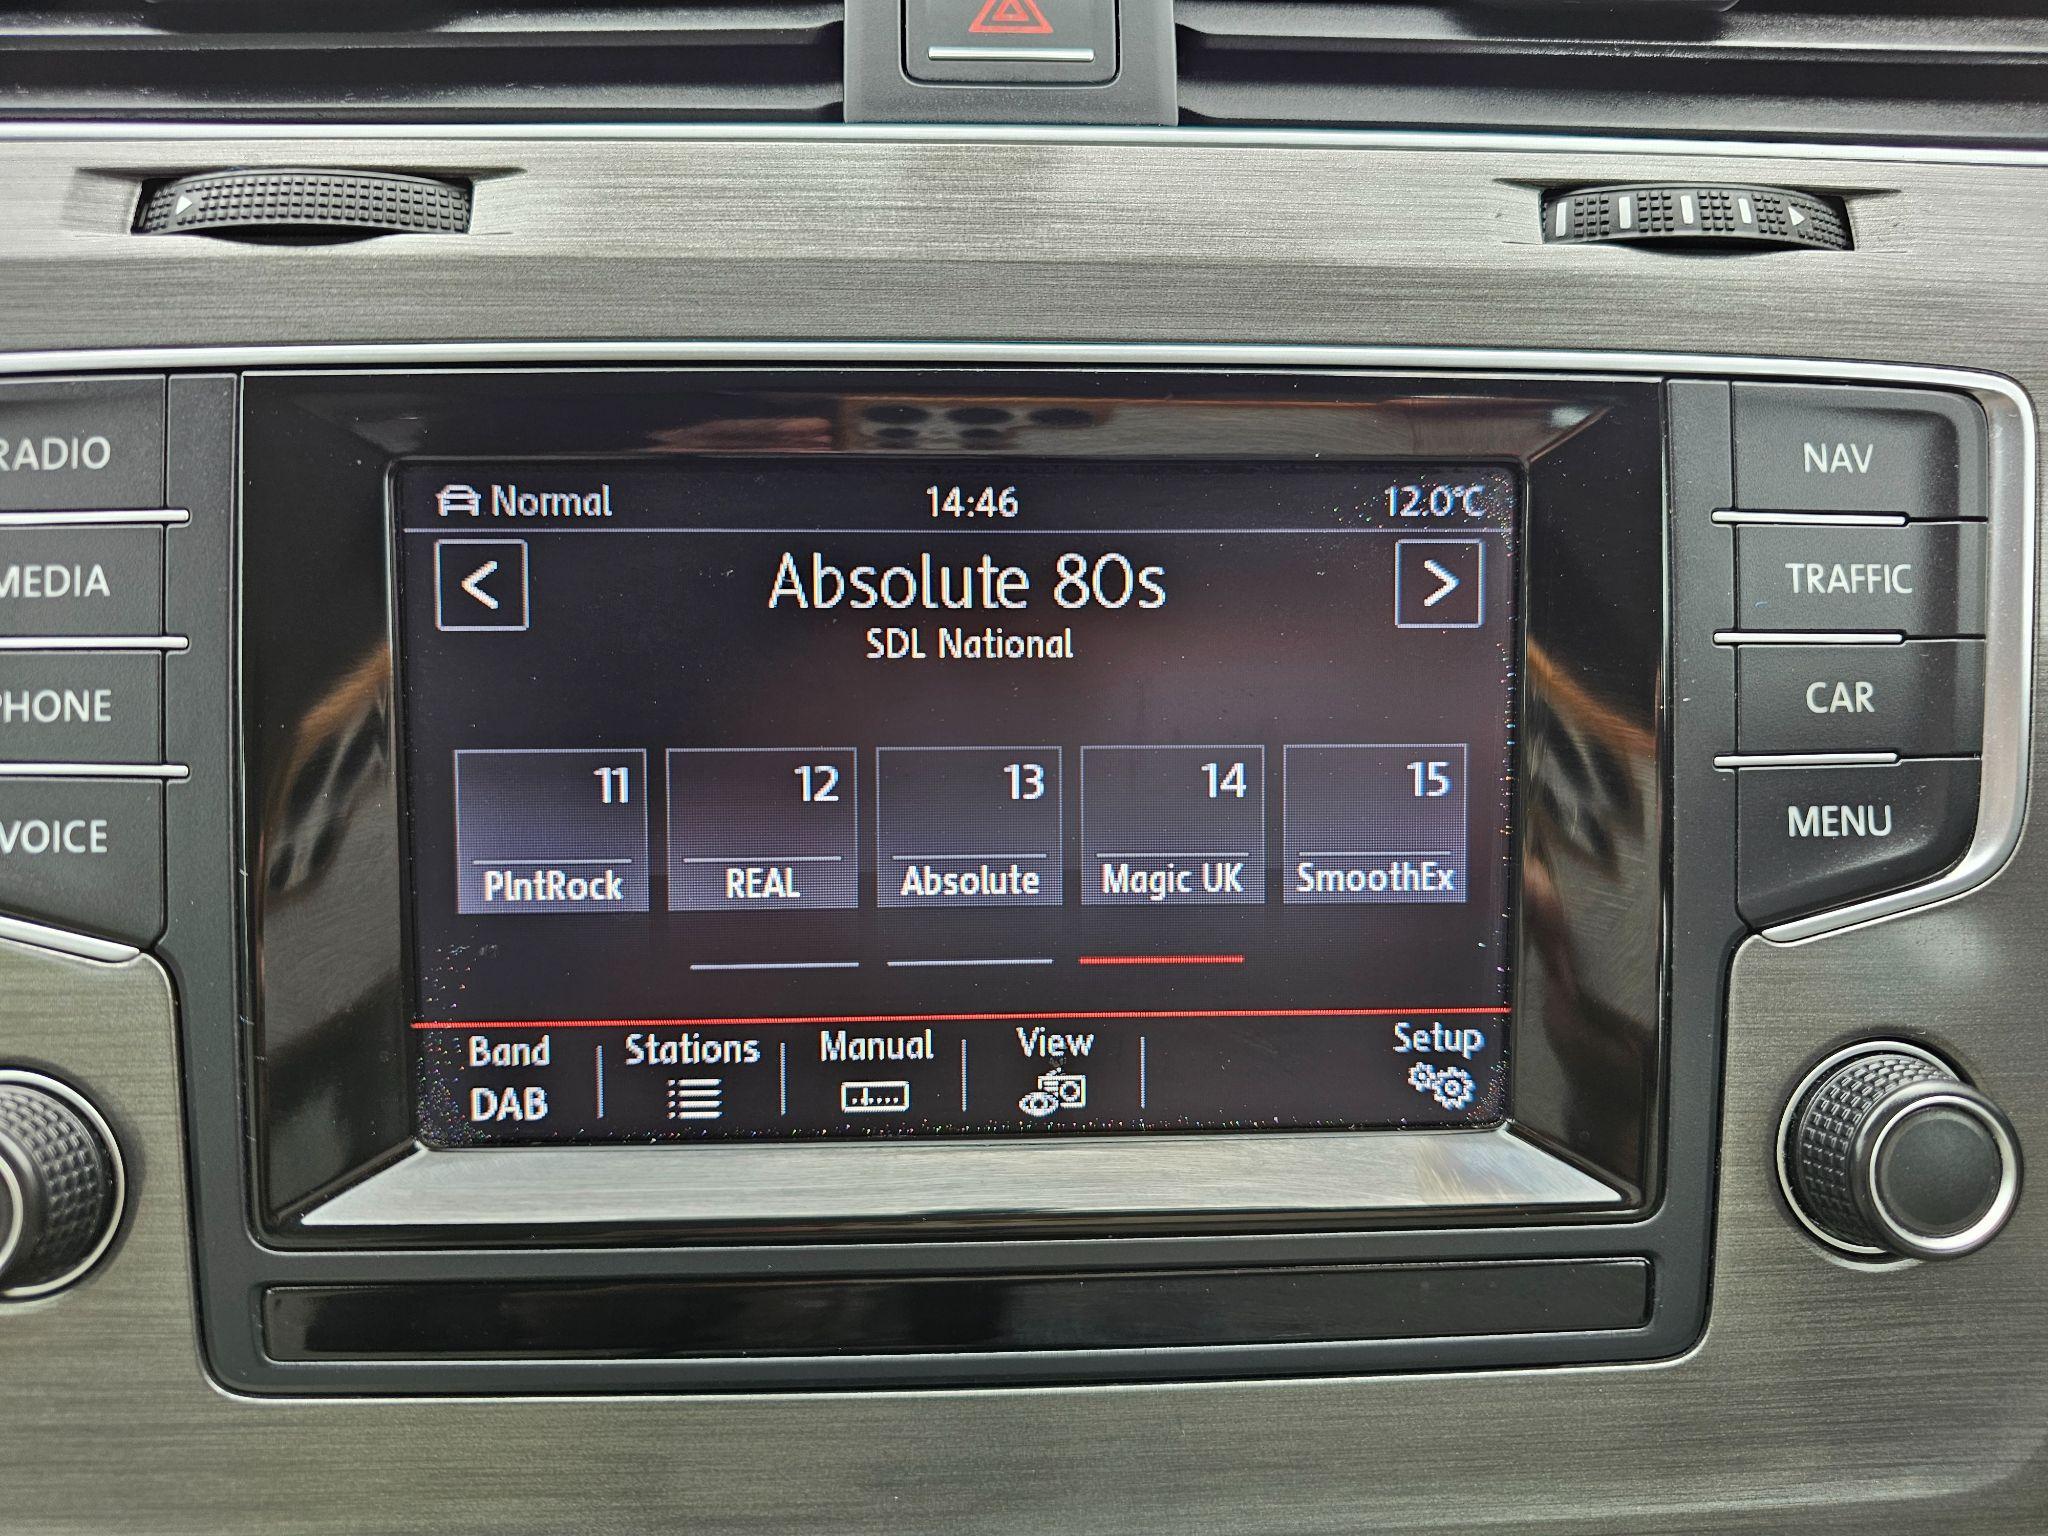 RADIO
MEDIA
PHONE
VOICE
Normal 14:46 12.0°C
< Absolute 80s >
SDL National
11 12 13 14 15
PlntRock REAL Absolute Magic UK SmoothEx
Band Stations Manual View Setup
DAB
NAV
TRAFFIC
CAR
MENU